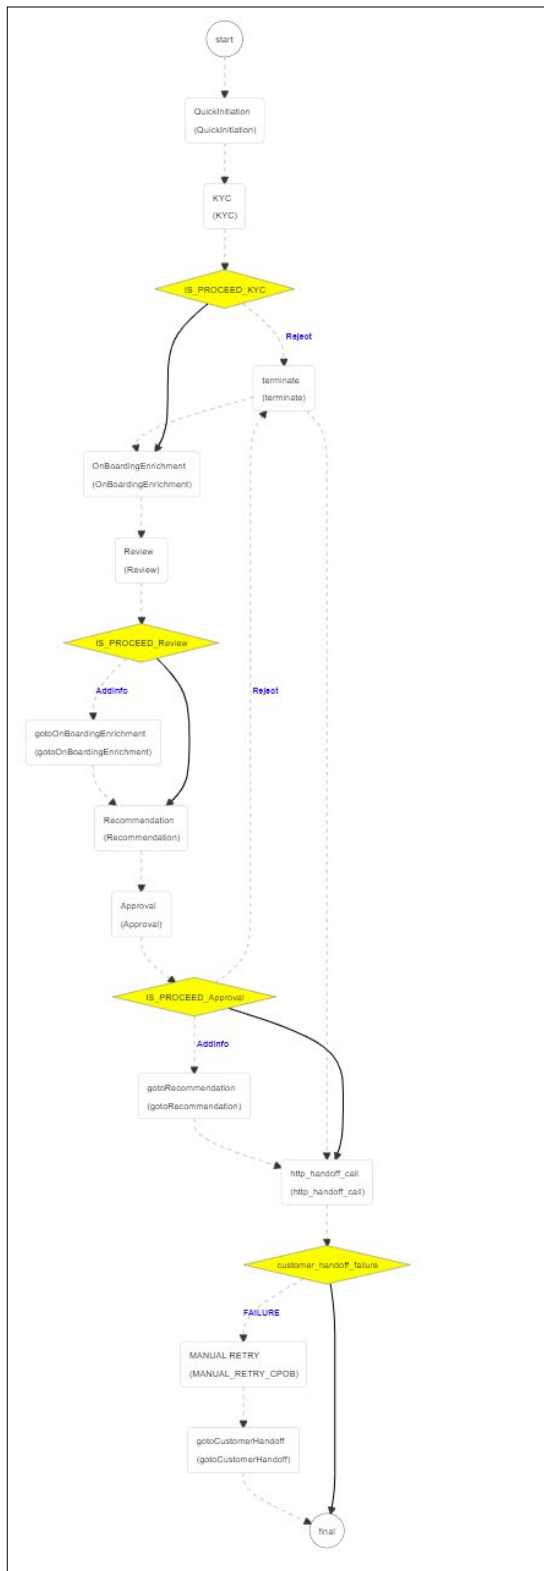 start
QuickInitiation
(QuickInitiation)
KYC
(KYC)
IS_PROCEED_KYC
Reject
terminate
(terminate)
OnBoardingEnrichment
(OnBoardingEnrichment)
Review
(Review)
IS_PROCEED_Review
AddInfo
Reject
gotoOnBoardingEnrichment
(gotoOnBoardingEnrichment)
Recommendation
(Recommendation)
Approval
(Approval)
IS_PROCEED_Approval
AddInfo
gotoRecommendation
(gotoRecommendation)
http_handoff_call
(http_handoff_call)
customer_handoff_failure
FAILURE
MANUAL RETRY
(MANUAL_RETRY_CPOB)
gotoCustomerHandoff
(gotoCustomerHandoff)
final